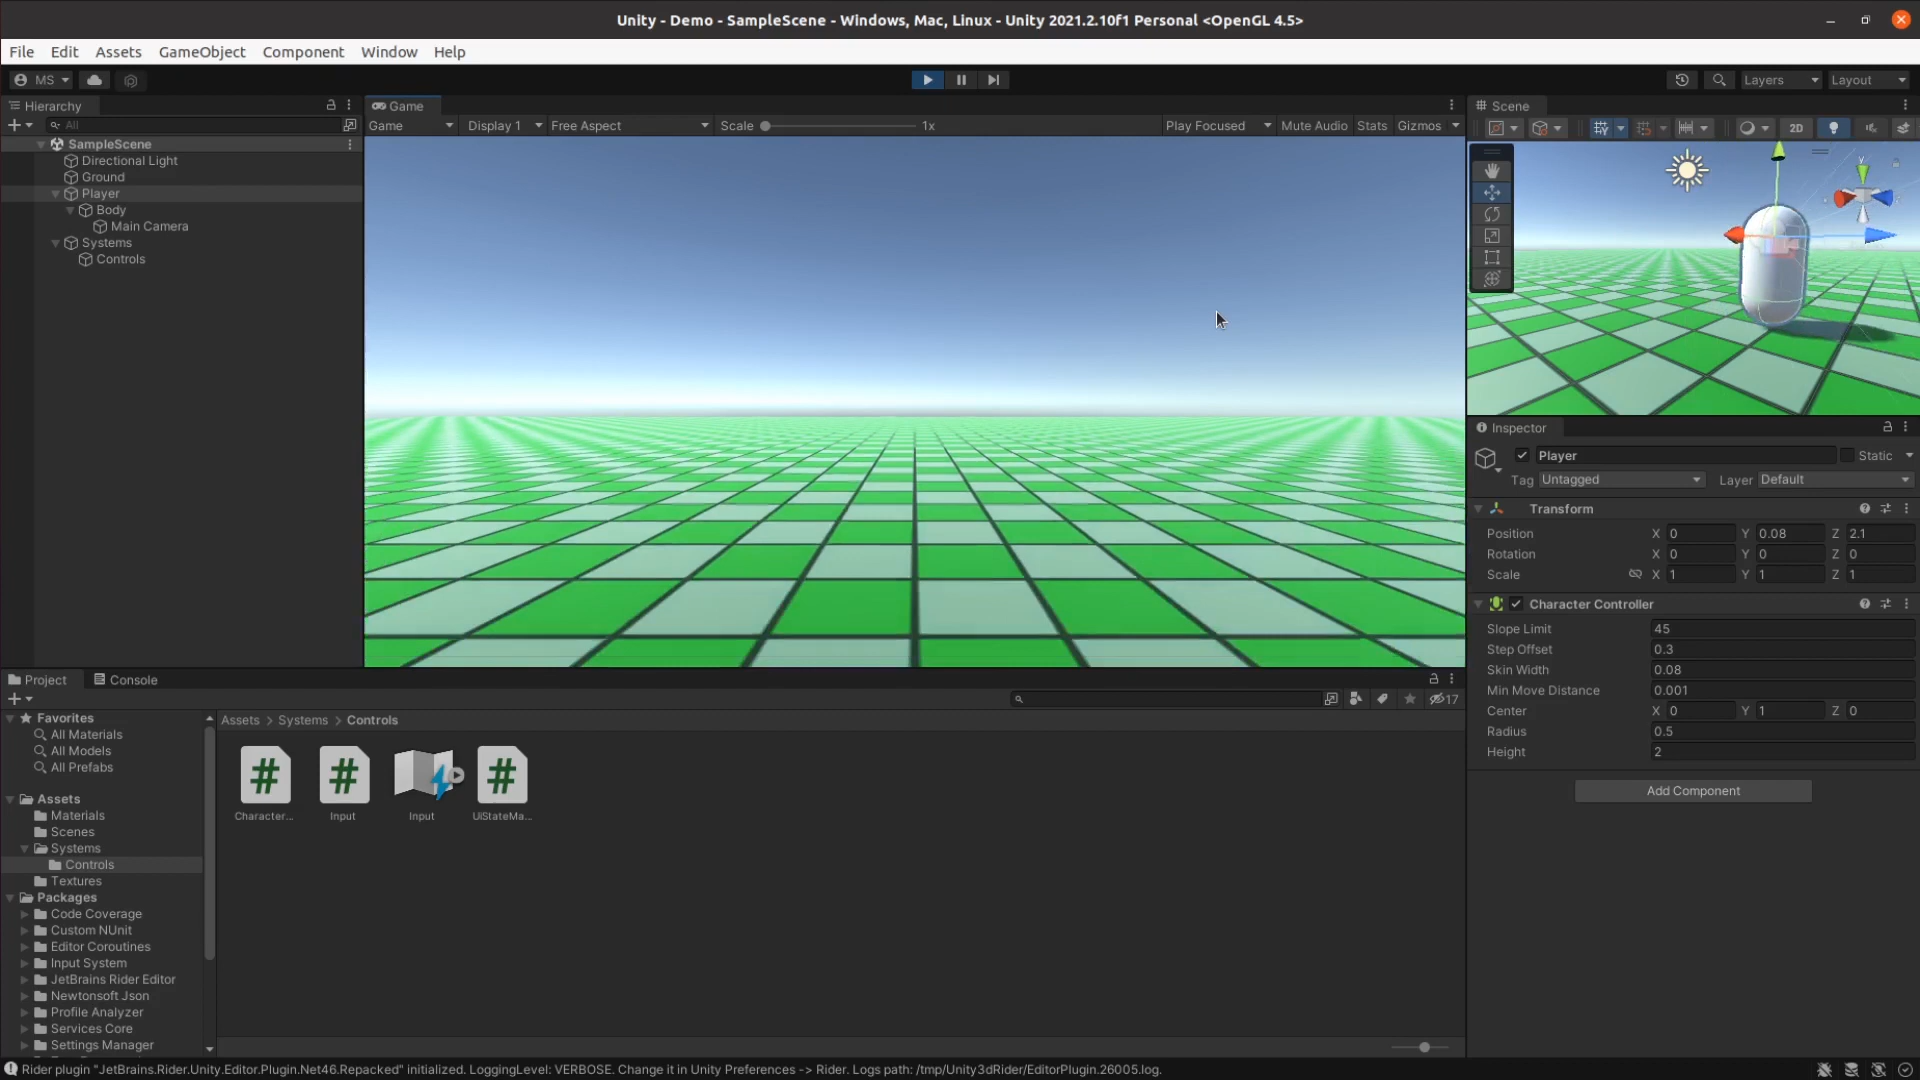 Unity - Demo - SampleScene - Windows, Mac, Linux - Unity 2021.2.10f1 Personal <OpenGL 4.5>
File Edit Assets GameObject Component Window Help
MS Layers Layout
Hierarchy
All
SampleScene
Directional Light
Ground
Player
Body
Main Camera
Systems
Controls
Game
Game Display 1 Free Aspect Scale 1x Play Focused Mute Audio Stats Gizmos
Scene
2D
y
Inspector
Player Static
Tag Untagged Layer Default
Transform
Position X 0 Y 0.08 Z 2.1
Rotation X 0 Y 0 Z 0
Scale X 1 Y 1 Z 1
Character Controller
Slope Limit 45
Step Offset 0.3
Skin Width 0.08
Min Move Distance 0.001
Center X 0 Y 1 Z 0
Radius 0.5
Height 2
Add Component
Project Console
17
Favorites
All Materials
All Models
All Prefabs
Assets
Materials
Scenes
Systems
Controls
Textures
Packages
Code Coverage
Custom NUnit
Editor Coroutines
Input System
JetBrains Rider Editor
Newtonsoft Json
Profile Analyzer
Services Core
Settings Manager
Assets > Systems > Controls
Character... Input Input UiStateMa...
Rider plugin "JetBrains.Rider.Unity.Editor.Plugin.Net46.Repacked" initialized. LoggingLevel: VERBOSE. Change it in Unity Preferences -> Rider. Logs path: /tmp/Unity3dRider/EditorPlugin.26005.log.